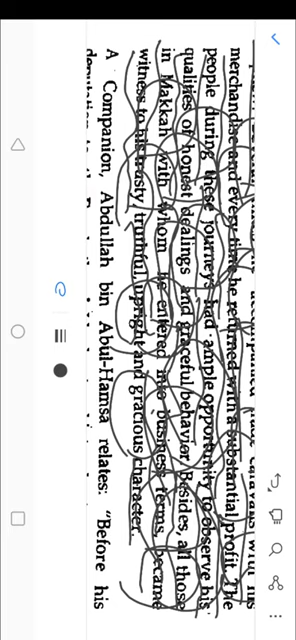 merchandise and every time he returned with a substantial profit. The
people during these journeys had ample opportunity to observe his
qualities of honest dealings and graceful behavior. Besides, all those
in Makkah with whom he entered into business terms, became
witness to his trusty, truthful, upright and gracious character.
A Companion, Abdullah bin Abul-Hamsa relates: "Before his